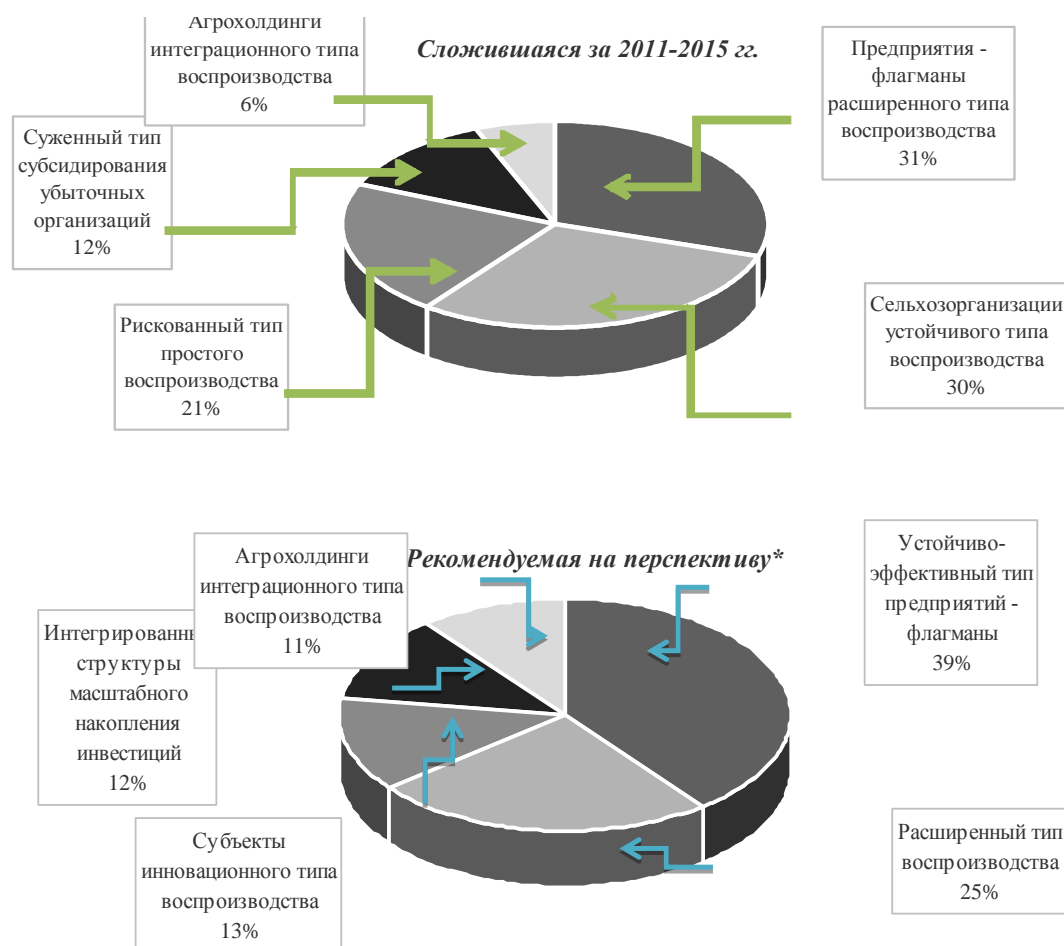 Агрохолдинги
интеграционного типа
воспроизводства
6%
Сложившаяся за 2011-2015 гг.
Предприятия -
флагманы
расширенного типа
воспроизводства
31%
Суженный тип
субсидирования
убыточных
организаций
12%
Рискованный тип
простого
воспроизводства
21%
Сельхозорганизации
устойчивого типа
воспроизводства
30%
Рекомендуемая на перспективу*
Агрохолдинги
интеграционного типа
воспроизводства
11%
Устойчиво-
эффективный тип
предприятий -
флагманы
39%
Интегрированны
структуры
масштабного
накопления
инвестиций
12%
Субъекты
инновационного типа
воспроизводства
13%
Расширенный тип
воспроизводства
25%